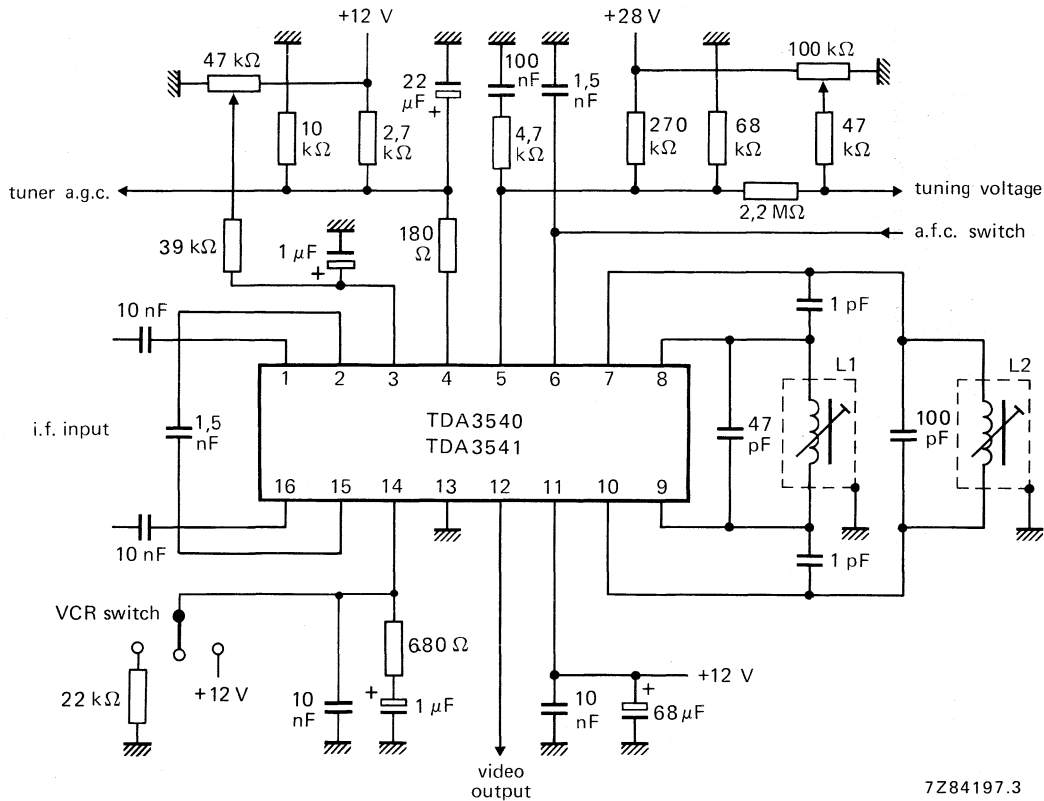 +12 V
+28 V
47 kΩ
10
kΩ
2,7
kΩ
22
μF
+
100
nF
4,7
kΩ
1,5
nF
270
kΩ
68
kΩ
100 kΩ
47
kΩ
tuner a.g.c.
tuning voltage
2,2 MΩ
39 kΩ
1 μF
+
180
Ω
a.f.c. switch
10 nF
1 pF
1 2 3 4 5 6 7 8
L1
L2
i.f. input
1,5
nF
TDA3540
TDA3541
47
pF
100
pF
16 15 14 13 12 11 10 9
10 nF
1 pF
VCR switch
680 Ω
22 kΩ
+12 V
10
nF
+
1 μF
+12 V
10
nF
+
68 μF
video
output
7Z84197.3